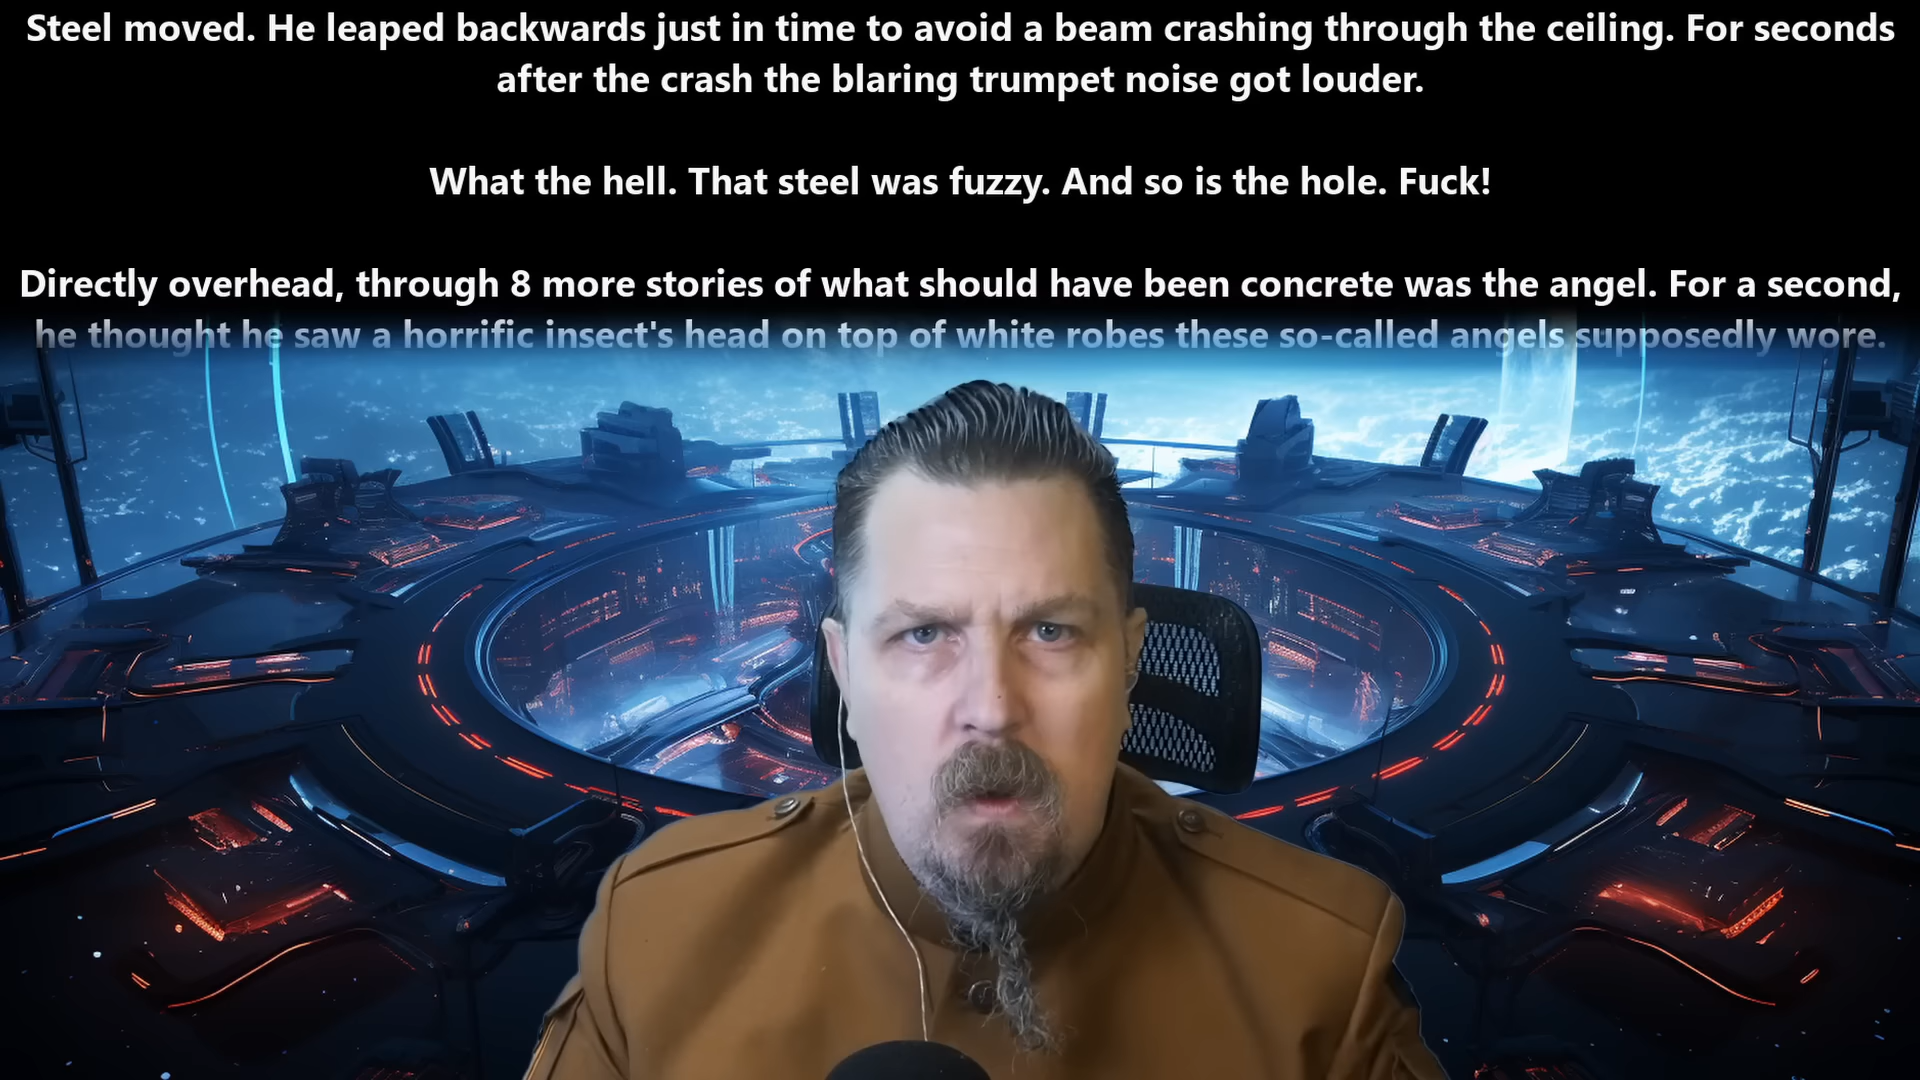 Steel moved. He leaped backwards just in time to avoid a beam crashing through the ceiling. For seconds
after the crash the blaring trumpet noise got louder.
What the hell. That steel was fuzzy. And so is the hole. Fuck!
Directly overhead, through 8 more stories of what should have been concrete was the angel. For a second,
he thought he saw a horrific insect's head on top of white robes these so-called angels supposedly wore.